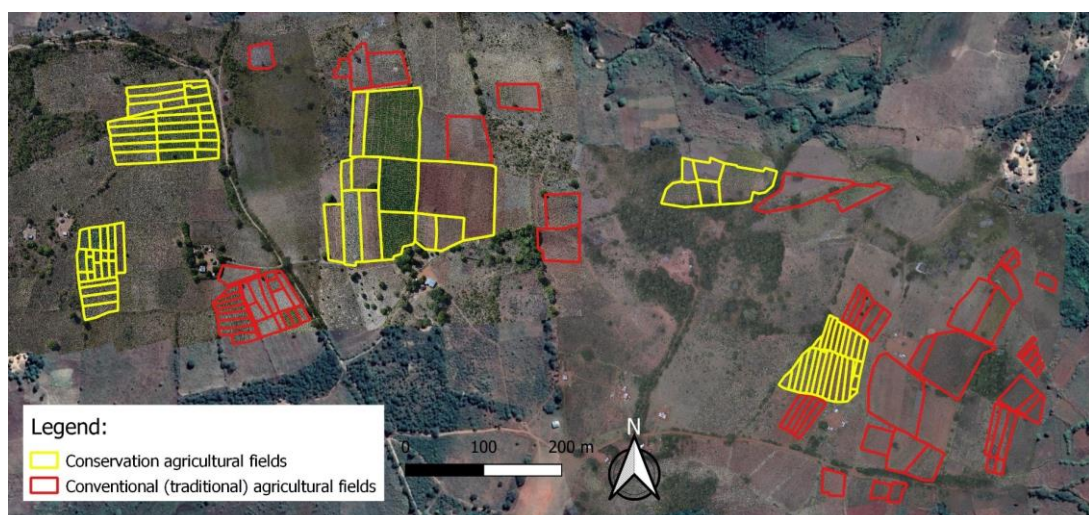 N
Legend:
Conservation agricultural fields
Conventional (traditional) agricultural fields
0 100 200 m